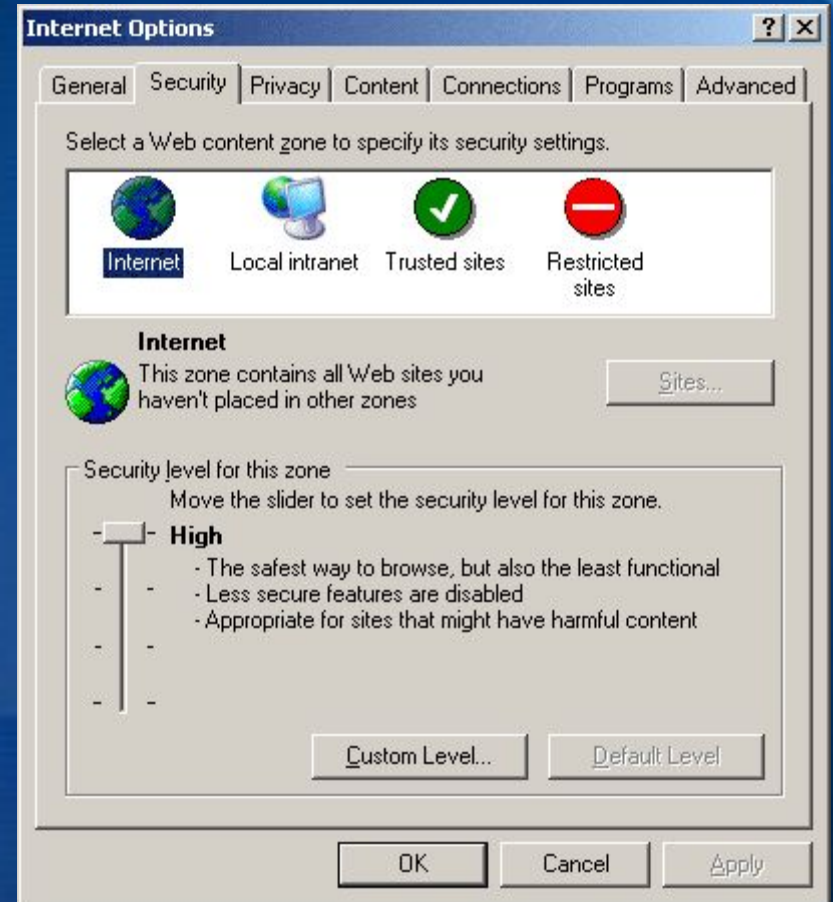 Internet Options
General Security Privacy Content Connections Programs Advanced
Select a Web content zone to specify its security settings.
Internet Local intranet Trusted sites Restricted
sites
Internet
This zone contains all Web sites you
haven't placed in other zones
Sites...
Security level for this zone
Move the slider to set the security level for this zone.
High
- The safest way to browse, but also the least functional
- Less secure features are disabled
- Appropriate for sites that might have harmful content
Custom Level... Default Level
OK Cancel Apply